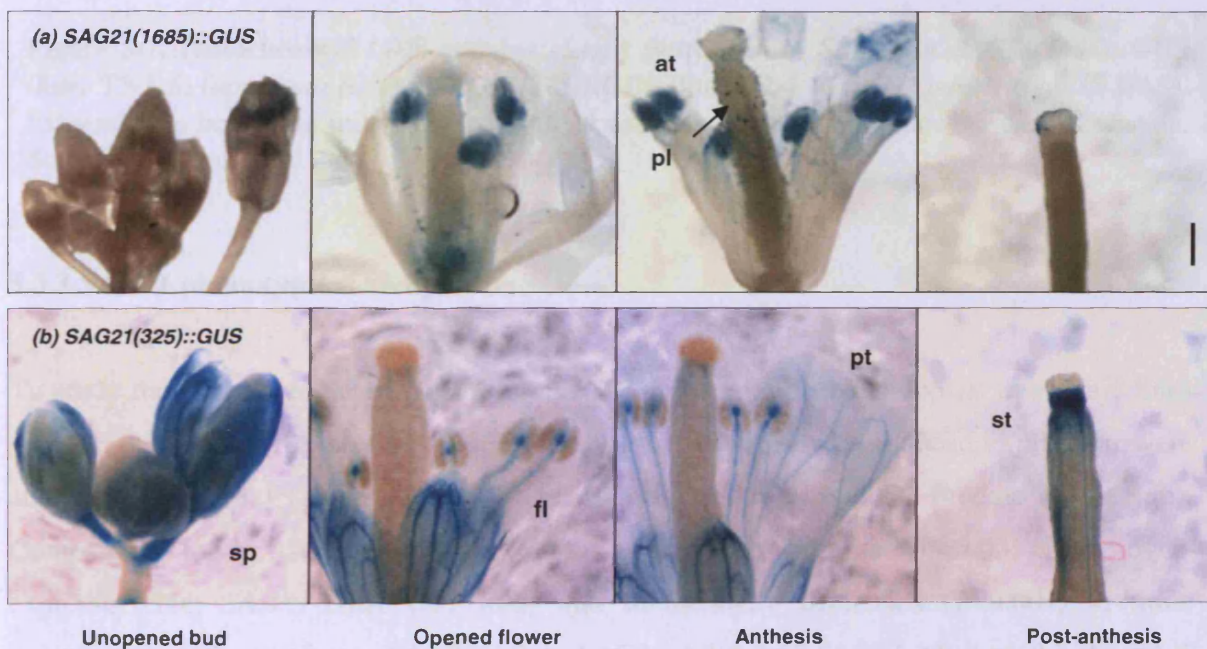 (a) SAG21(1685)::GUS
at
pl
(b) SAG21(325)::GUS
sp
fl
pt
st
Unopened bud Opened flower Anthesis Post-anthesis